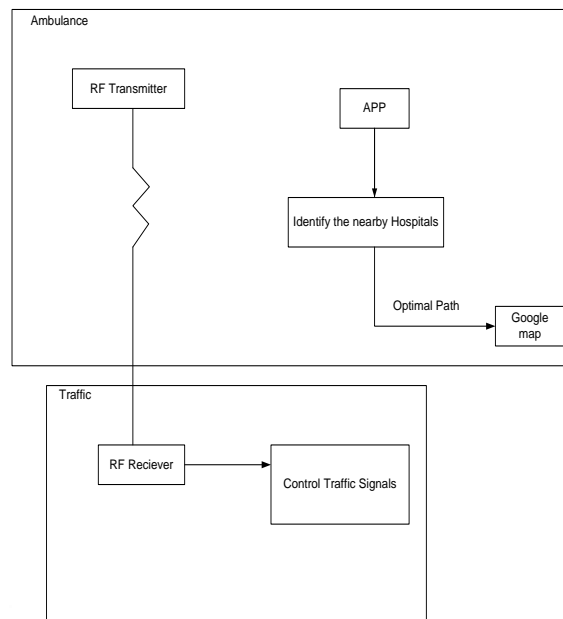 Ambulance
RF Transmitter
APP
Identify the nearby Hospitals
Optimal Path
Google
map
Traffic
RF Reciever
Control Traffic Signals